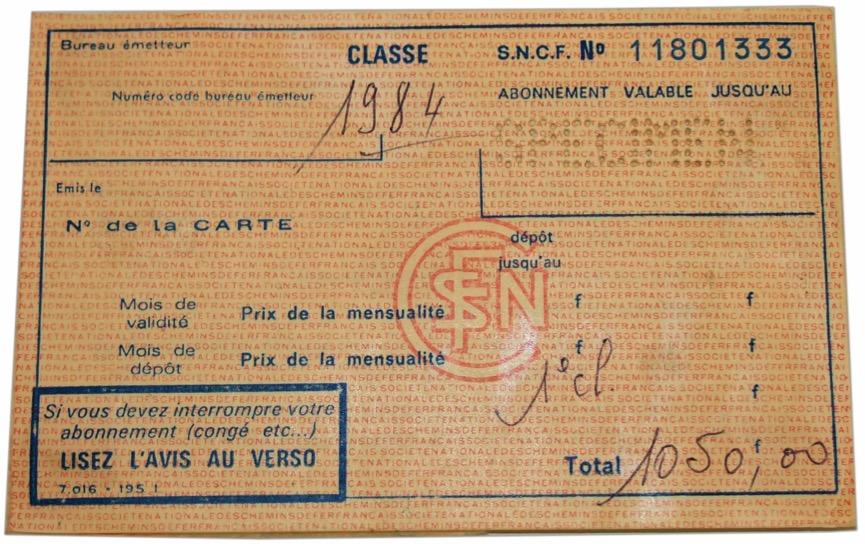 Bureau émetteur
CLASSE
S.N.C.F. No 11801333
Numéro code bureau émetteur
1984
ABONNEMENT VALABLE JUSQU'AU
SPECIMEN
Emis le
No de la CARTE
dépôt
jusqu'au
SNCF
Mois de validité Prix de la mensualité f f
Mois de dépôt Prix de la mensualité f f
1e cl. f
Si vous devez interrompre votre
abonnement (congé etc...)
LISEZ L'AVIS AU VERSO
7.016 • 195 1
Total 1050,00 f